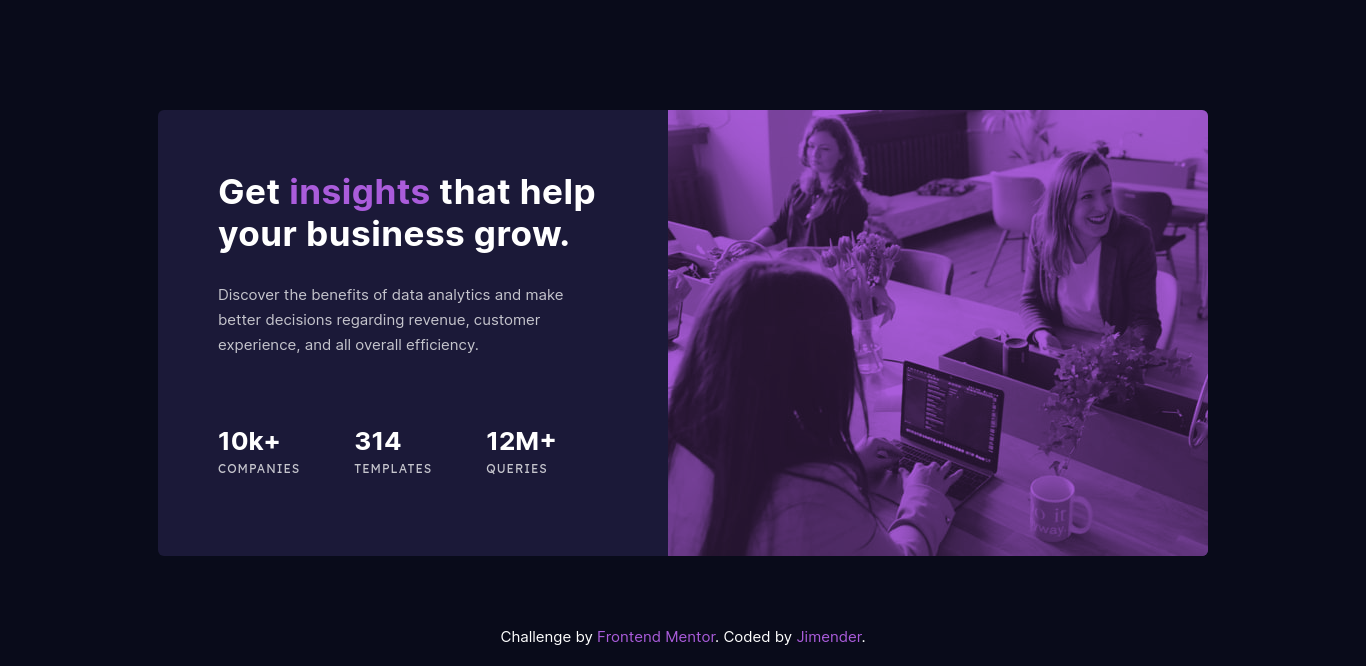 Get insights that help
your business grow.
Discover the benefits of data analytics and make
better decisions regarding revenue, customer
experience, and all overall efficiency.
10k+ 314 12M+
COMPANIES TEMPLATES QUERIES
Challenge by Frontend Mentor. Coded by Jimender.